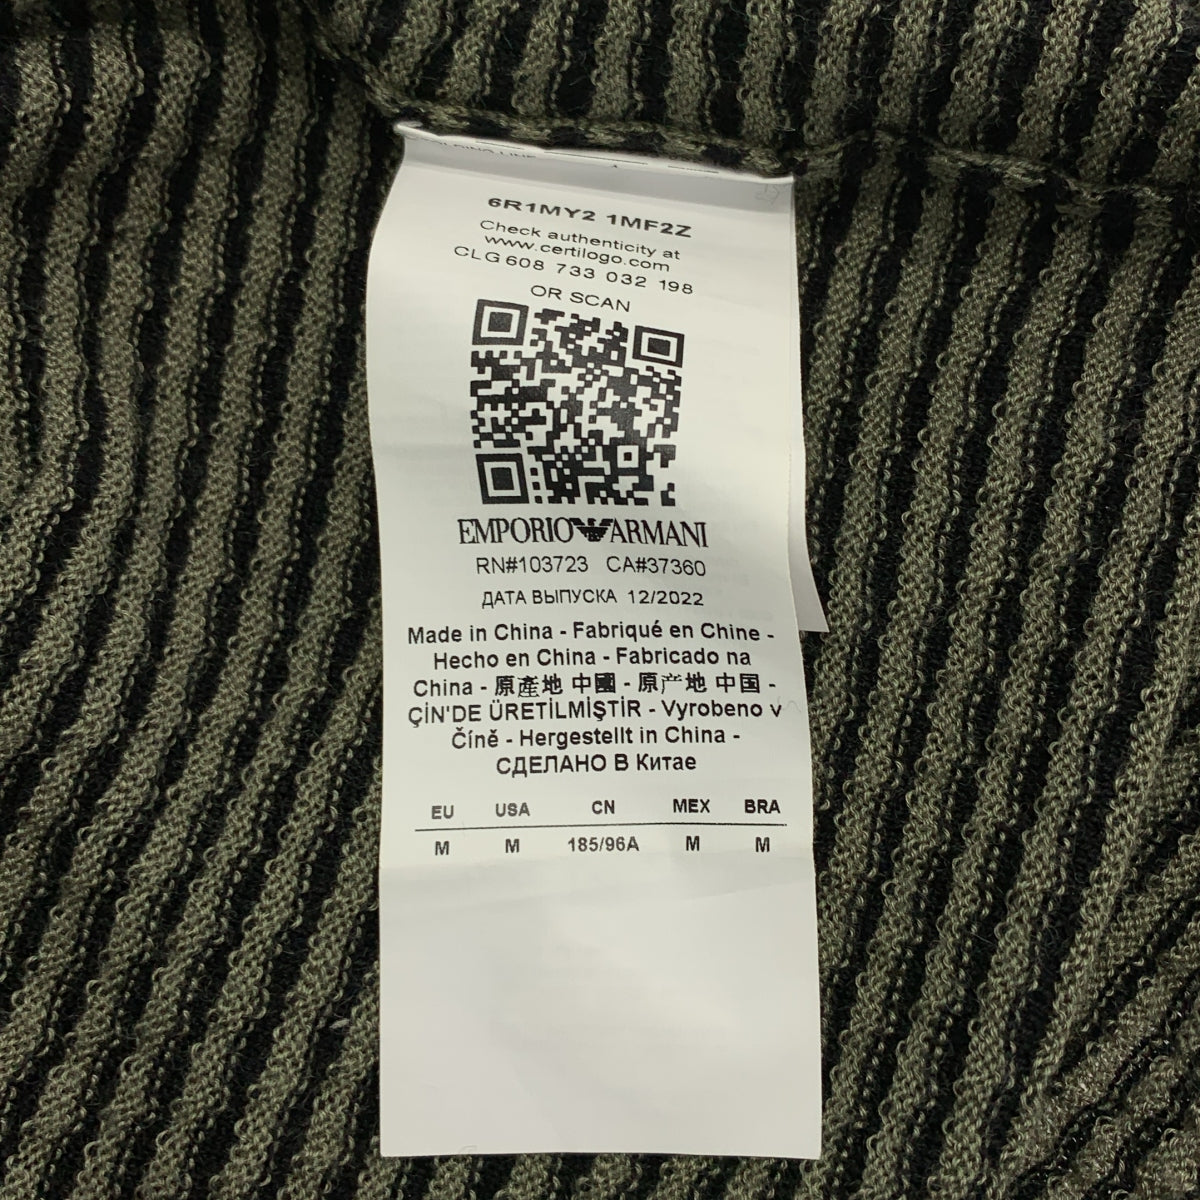 6R1MY2 1MF2Z
Check authenticity at
www.certilogo.com
CLG 608 733 032 198
OR SCAN
EMPORIO ARMANI
RN#103723 CA#37360
ДАТА ВЫПУСКА 12/2022
Made in China - Fabriqué en Chine -
Hecho en China - Fabricado na
China - 原產地 中國 - 原产地 中国 -
ÇİN'DE ÜRETİLMİŞTİR - Vyrobeno v
Číně - Hergestellt in China -
СДЕЛАНО В Китае
EU USA CN MEX BRA
M M 185/96A M M